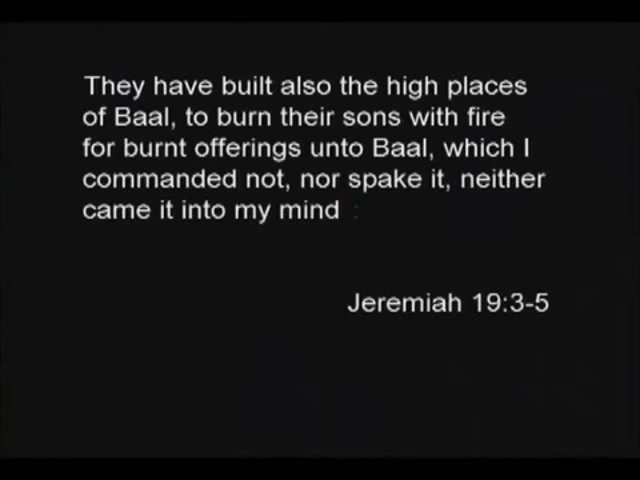 They have built also the high places
of Baal, to burn their sons with fire
for burnt offerings unto Baal, which I
commanded not, nor spake it, neither
came it into my mind :
Jeremiah 19:3-5